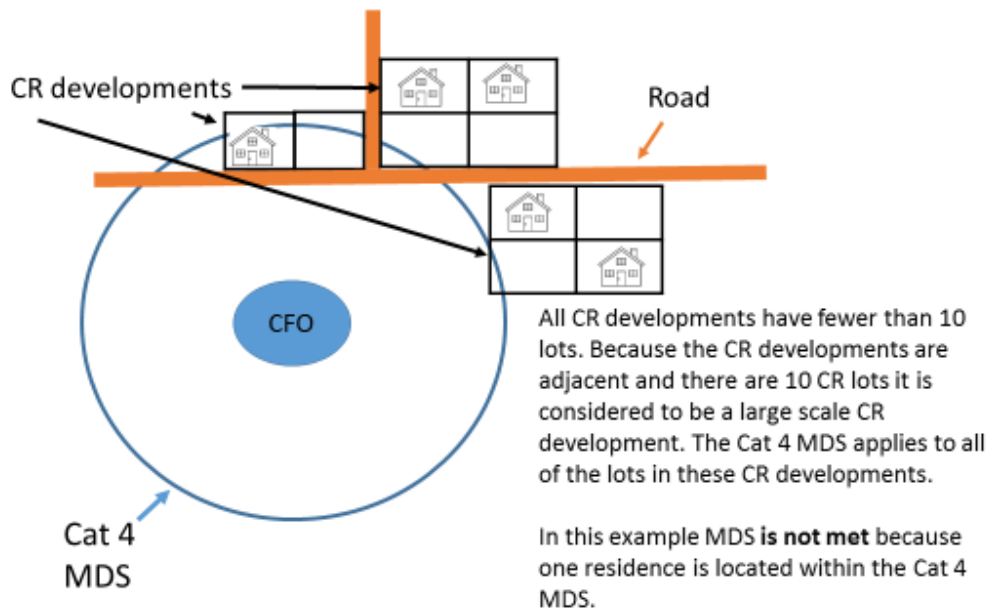 CR developments
Road
CFO
Cat 4
MDS
All CR developments have fewer than 10
lots. Because the CR developments are
adjacent and there are 10 CR lots it is
considered to be a large scale CR
development. The Cat 4 MDS applies to all
of the lots in these CR developments.
In this example MDS is not met because
one residence is located within the Cat 4
MDS.